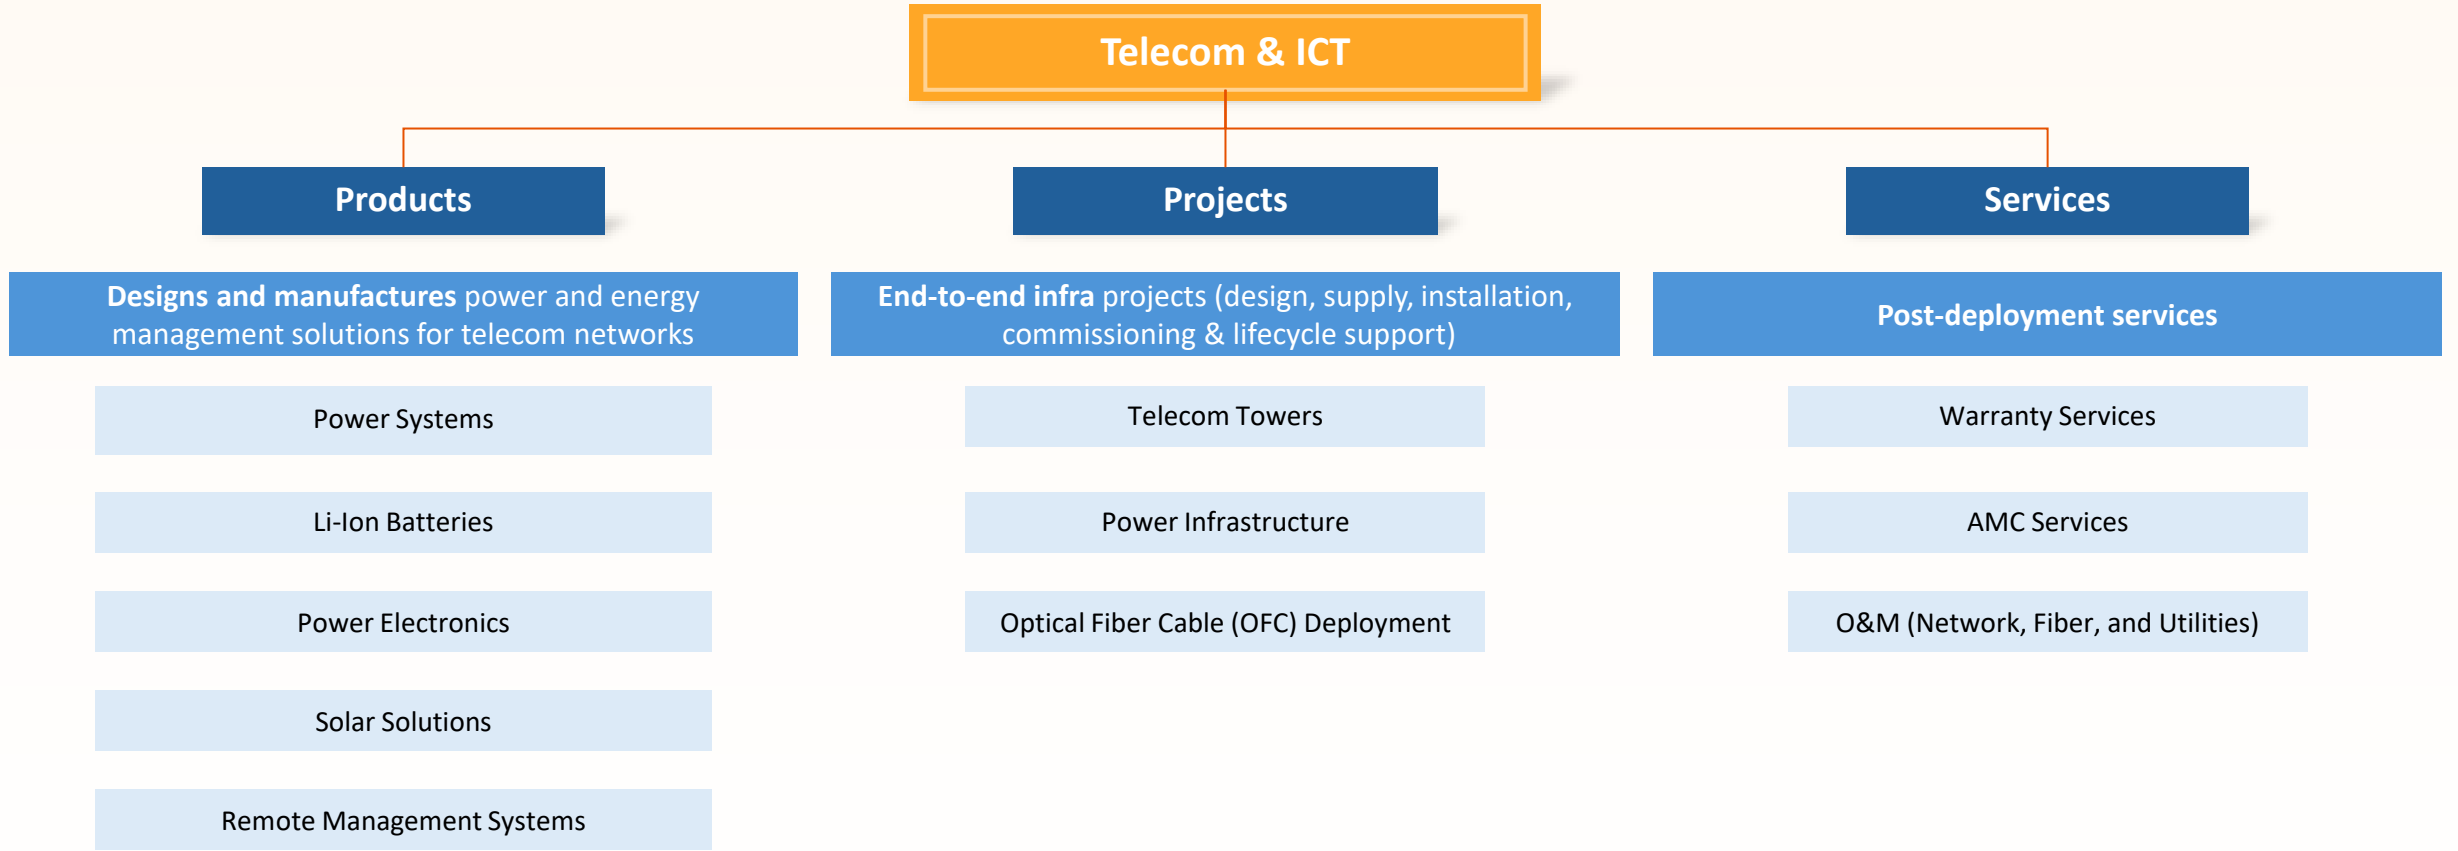 Telecom & ICT
Products
Projects
Services
Designs and manufactures power and energy
management solutions for telecom networks
End-to-end infra projects (design, supply, installation,
commissioning & lifecycle support)
Post-deployment services
Power Systems
Li-Ion Batteries
Power Electronics
Solar Solutions
Remote Management Systems
Telecom Towers
Power Infrastructure
Optical Fiber Cable (OFC) Deployment
Warranty Services
AMC Services
O&M (Network, Fiber, and Utilities)